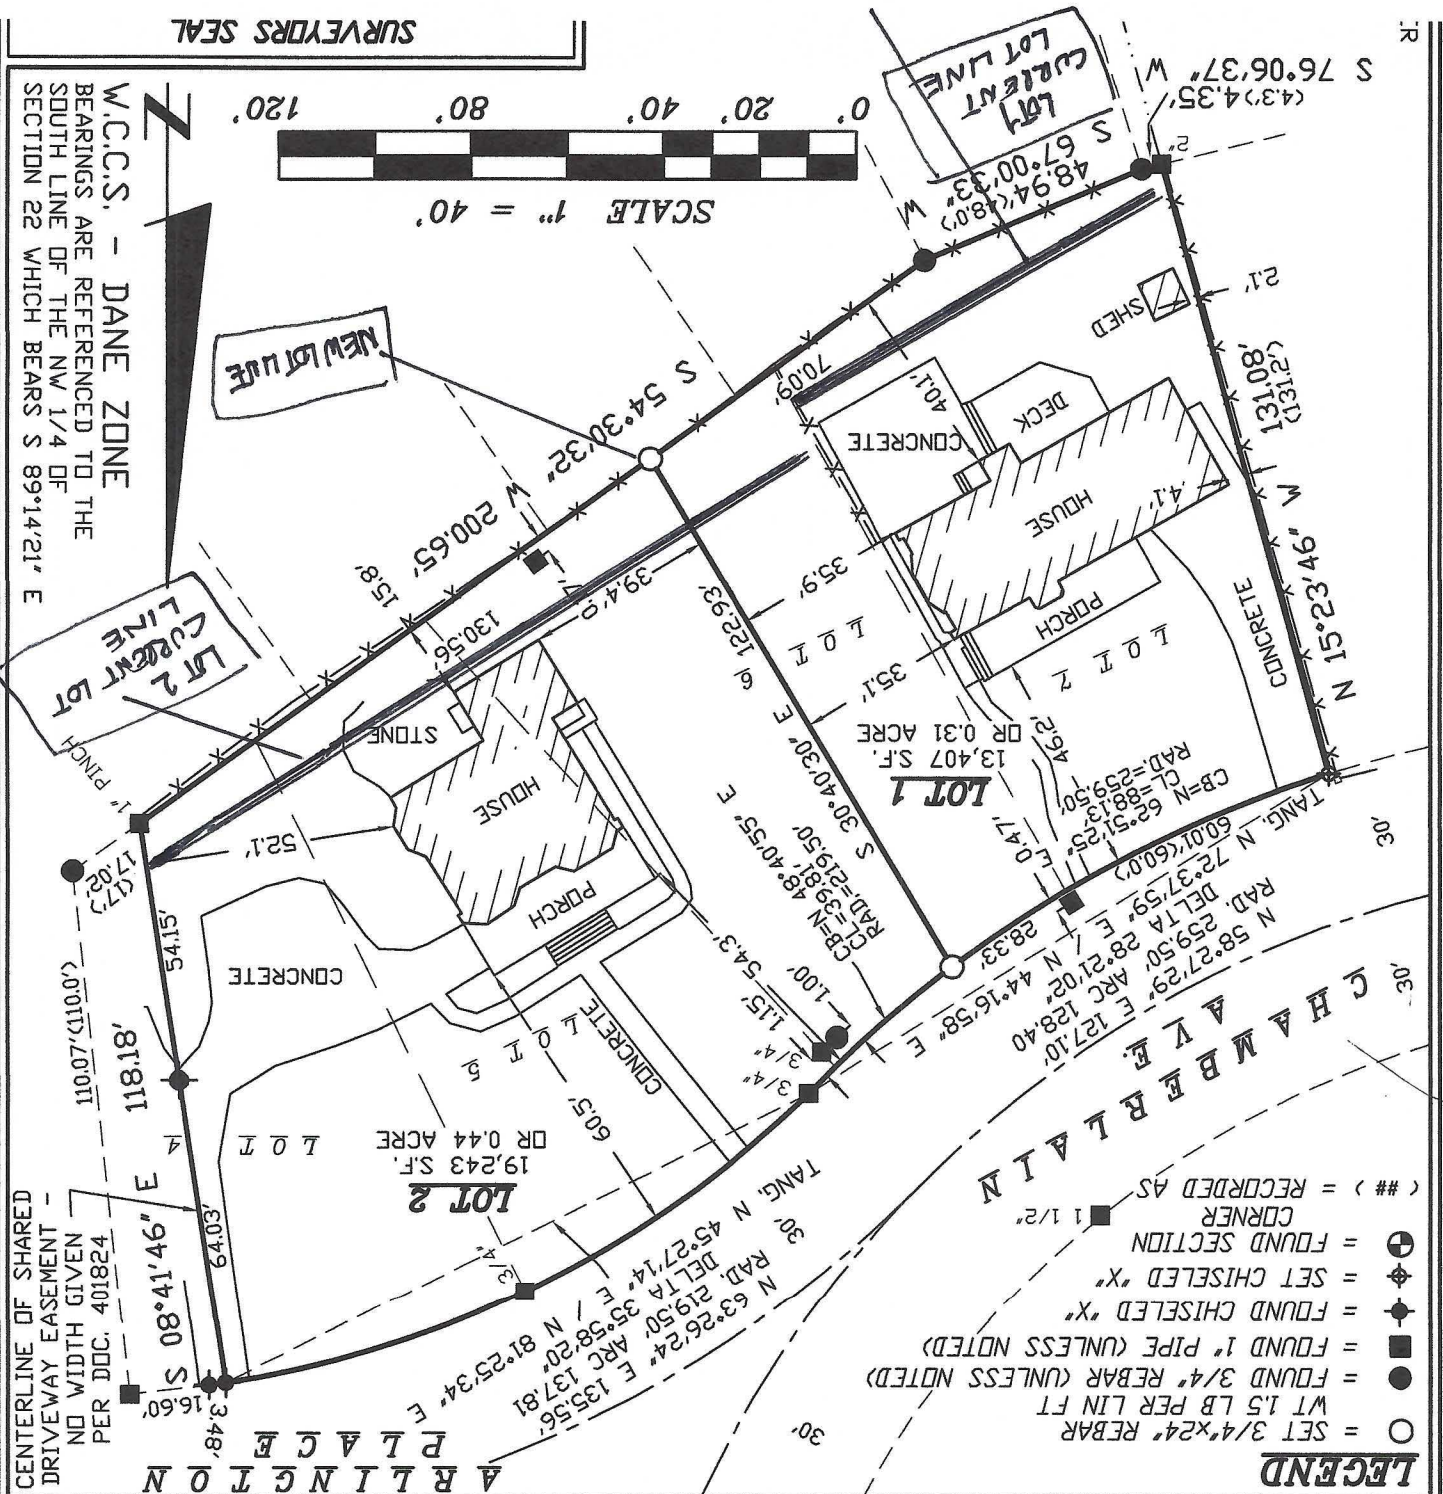 LEGEND
= SET 3/4"x24" REBAR
WT 1.5 LB PER LIN FT
= FOUND 3/4" REBAR (UNLESS NOTED)
= FOUND 1" PIPE (UNLESS NOTED)
= FOUND CHISELED "X"
= SET CHISELED "X"
= FOUND SECTION
CORNER
( ## ) = RECORDED AS
ARLINGTON
PLACE
CHAMBERLAIN
AVE.
30'
30'
30'
30'
1 1/2"
3.48'
16.60'
CENTERLINE OF SHARED
DRIVEWAY EASEMENT -
NO WIDTH GIVEN
PER DOC. 401824
N 63°26'24" E 135.56'
RAD. 219.50' ARC 137.81
DELTA 35°58'20"
TANG. N 45°27'14" E / N 81°25'34" E
S 08°41'46" E
118.18'
64.03'
54.15'
110.07'(110.0')
17.02'
(17')
1" PINCH
LOT 4
LOT 2
19,243 S.F.
OR 0.44 ACRE
LOT 5
60.5'
3/4"
3/4"
3/4"
1.15'
1.00'
54.3'
CONCRETE
CONCRETE
PORCH
HOUSE
STONE
52.1'
15.8'
130.56'
39.4'
N 58°27'29" E 127.10'
RAD. 259.50' ARC 128.40
DELTA 28°21'02"
TANG. N 72°37'59" E / N 44°16'58" E
60.01'(60.0')
28.33'
0.47'
CB=N 62°51'25" E
CL=88.13'
RAD.=259.50'
CB=N 48°40'55" E
CL=39.81'
RAD.=219.50'
S 30°40'30" E
122.93'
LOT 1
13,407 S.F.
OR 0.31 ACRE
LOT 6
LOT 7
46.2'
35.1'
35.9'
PORCH
HOUSE
CONCRETE
4.1'
DECK
CONCRETE
40.1'
SHED
2.1'
N 15°23'46" W
131.08'
(131.2')
70.09'
S 54°30'32" W 200.65'
S 67°00'33" W
48.94'(48.0')
S 76°06'37" W
(4.3')4.35'
2"
LOT 2
CURRENT LOT
LINE
NEW LOT LINE
LOT 1
CURRENT
LOT LINE
SCALE 1" = 40'
0' 20' 40' 80' 120'
W.C.C.S. - DANE ZONE
BEARINGS ARE REFERENCED TO THE
SOUTH LINE OF THE NW 1/4 OF
SECTION 22 WHICH BEARS S 89°14'21" E
N
SURVEYORS SEAL